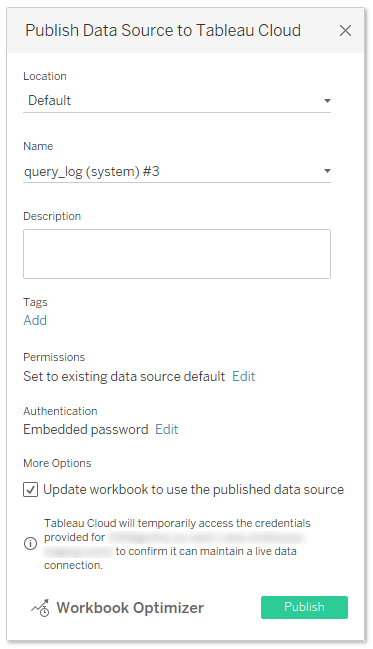 Publish Data Source to Tableau Cloud
Location
Default
Name
query_log (system) #3
Description
Tags
Add
Permissions
Set to existing data source default Edit
Authentication
Embedded password Edit
More Options
Update workbook to use the published data source
Tableau Cloud will temporarily access the credentials
provided for
to confirm it can maintain a live data
connection.
Workbook Optimizer
Publish